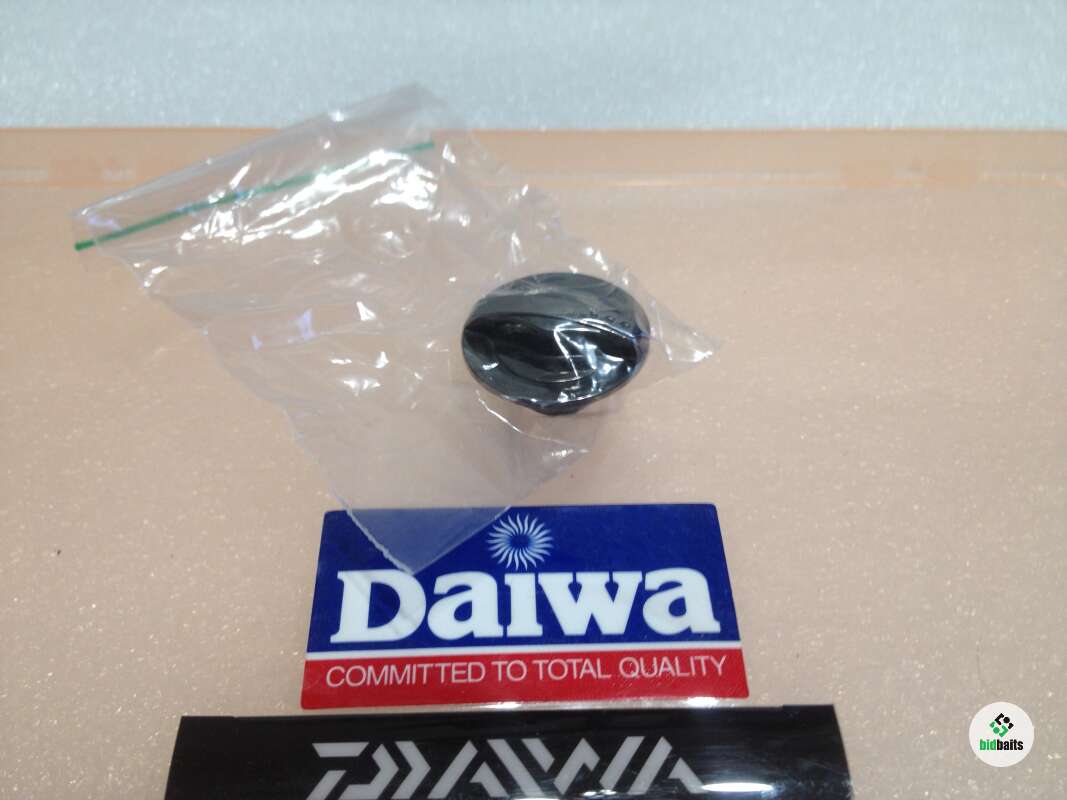 Daiwa
COMMITTED TO TOTAL QUALITY
DAIWA
bidbaits